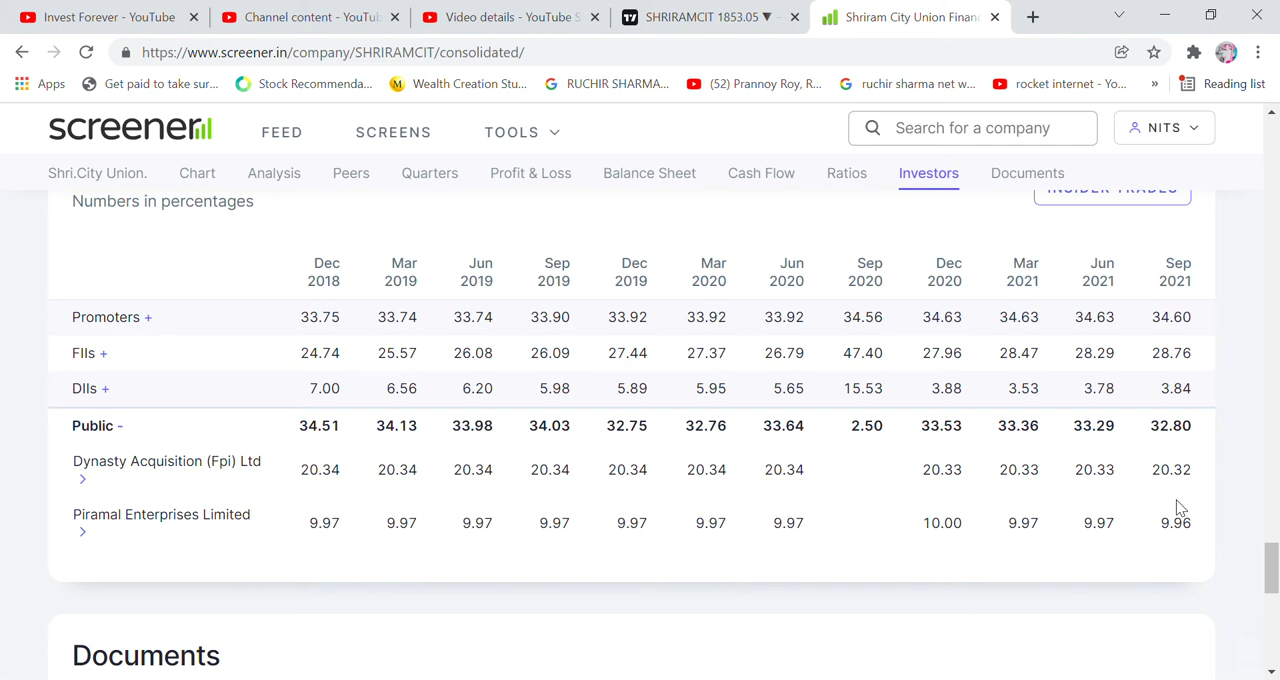 Invest Forever - YouTube
Channel content - YouTub
Video details - YouTube S
SHRIRAMCIT 1853.05 ▼ -
Shriram City Union Finan
https://www.screener.in/company/SHRIRAMCIT/consolidated/
Apps Get paid to take sur... Stock Recommenda... Wealth Creation Stu... RUCHIR SHARMA... (52) Prannoy Roy, R... ruchir sharma net w... rocket internet - Yo... » Reading list
screener FEED SCREENS TOOLS Search for a company NITS
Shri.City Union. Chart Analysis Peers Quarters Profit & Loss Balance Sheet Cash Flow Ratios Investors Documents
Numbers in percentages INSIDER TRADES
Dec Mar Jun Sep Dec Mar Jun Sep Dec Mar Jun Sep
2018 2019 2019 2019 2019 2020 2020 2020 2020 2021 2021 2021
Promoters + 33.75 33.74 33.74 33.90 33.92 33.92 33.92 34.56 34.63 34.63 34.63 34.60
FIIs + 24.74 25.57 26.08 26.09 27.44 27.37 26.79 47.40 27.96 28.47 28.29 28.76
DIIs + 7.00 6.56 6.20 5.98 5.89 5.95 5.65 15.53 3.88 3.53 3.78 3.84
Public - 34.51 34.13 33.98 34.03 32.75 32.76 33.64 2.50 33.53 33.36 33.29 32.80
Dynasty Acquisition (Fpi) Ltd 20.34 20.34 20.34 20.34 20.34 20.34 20.34 20.33 20.33 20.33 20.32
Piramal Enterprises Limited 9.97 9.97 9.97 9.97 9.97 9.97 9.97 10.00 9.97 9.97 9.96
Documents